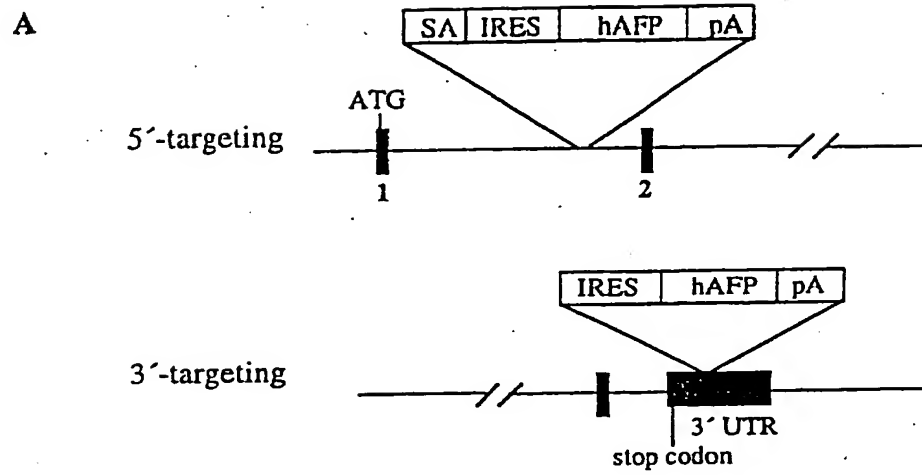 A
SA IRES hAFP pA
ATG
5´-targeting
1 2
IRES hAFP pA
3´-targeting
3´ UTR
stop codon